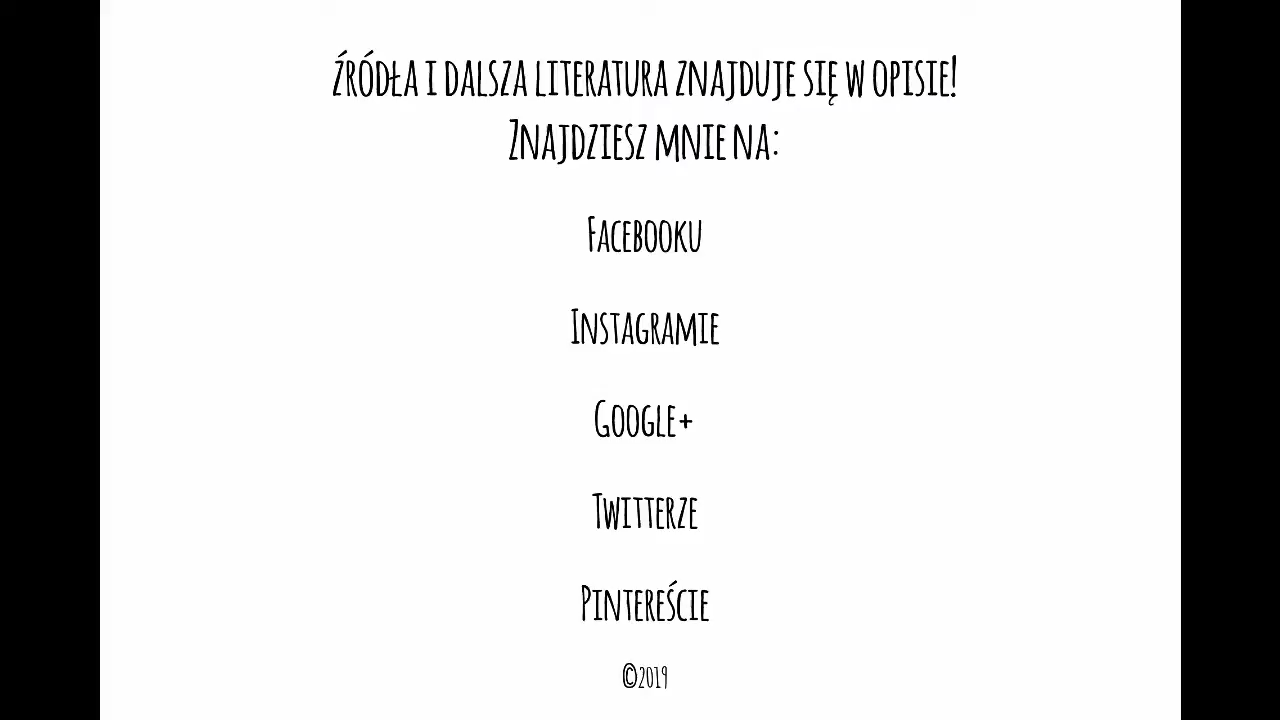 źródła i dalsza literatura znajduje się w opisie!
Znajdziesz mnie na:
Facebooku
Instagramie
Google+
Twitterze
Pintereście
©2019